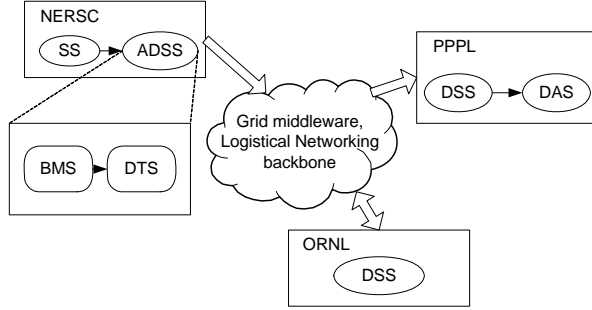 NERSC
SS
ADSS
BMS
DTS
Grid middleware,
Logistical Networking
backbone
PPPL
DSS
DAS
ORNL
DSS